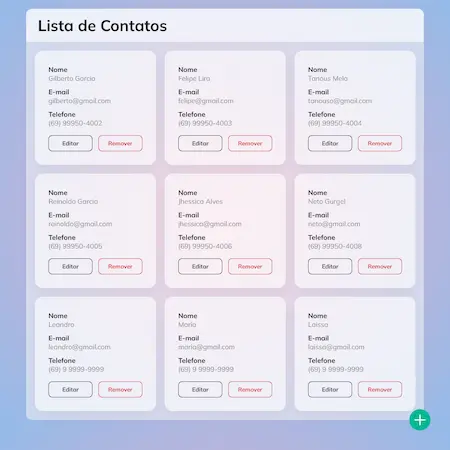 Lista de Contatos
Nome
Gilberto Garcia
E-mail
gilberto@gmail.com
Telefone
(69) 99950-4002
Editar
Remover
Nome
Felipe Lira
E-mail
felipe@gmail.com
Telefone
(69) 99950-4003
Editar
Remover
Nome
Melo
E-mail
Telefone
(69) 99950-4004
Editar
Remover
Nome
Reinaldo Garcia
E-mail
reinaldo@gmail.com
Telefone
(69) 99950-4005
Editar
Remover
Nome
Jhessica Alves
E-mail
jhessica@gmail.com
Telefone
(69) 99950-4006
Editar
Remover
Nome
Neto Gurgel
E-mail
neto@gmail.com
Telefone
(69) 99950-4008
Editar
Remover
Nome
Leandro
E-mail
leandro@gmail.com
Telefone
(69) 9 9999-9999
Editar
Remover
Nome
Maria
E-mail
maria@gmail.com
Telefone
(69) 9 9999-9999
Editar
Remover
Nome
Laissa
E-mail
laissa@gmail.com
Telefone
(69) 9 9999-9999
Editar
Remover